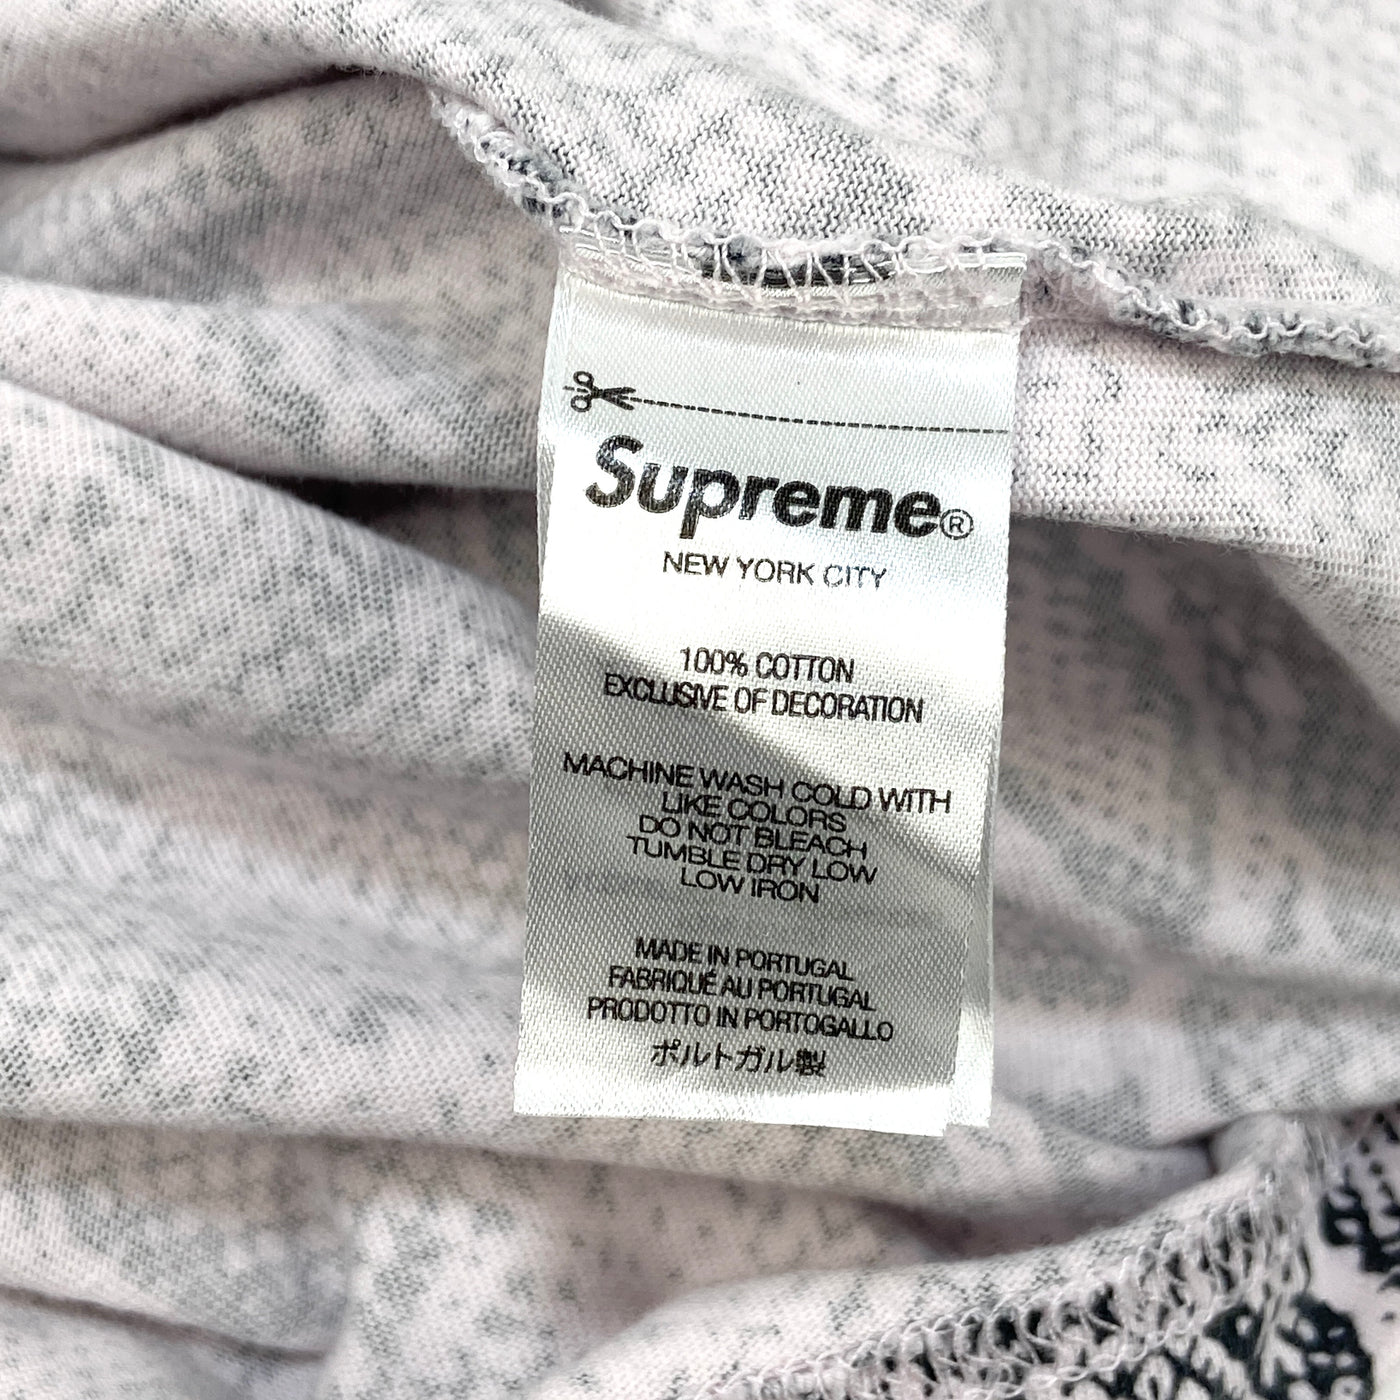 Supreme®
NEW YORK CITY
100% COTTON
EXCLUSIVE OF DECORATION
MACHINE WASH COLD WITH
LIKE COLORS
DO NOT BLEACH
TUMBLE DRY LOW
LOW IRON
MADE IN PORTUGAL
FABRIQUÉ AU PORTUGAL
PRODOTTO IN PORTOGALLO
ポルトガル製